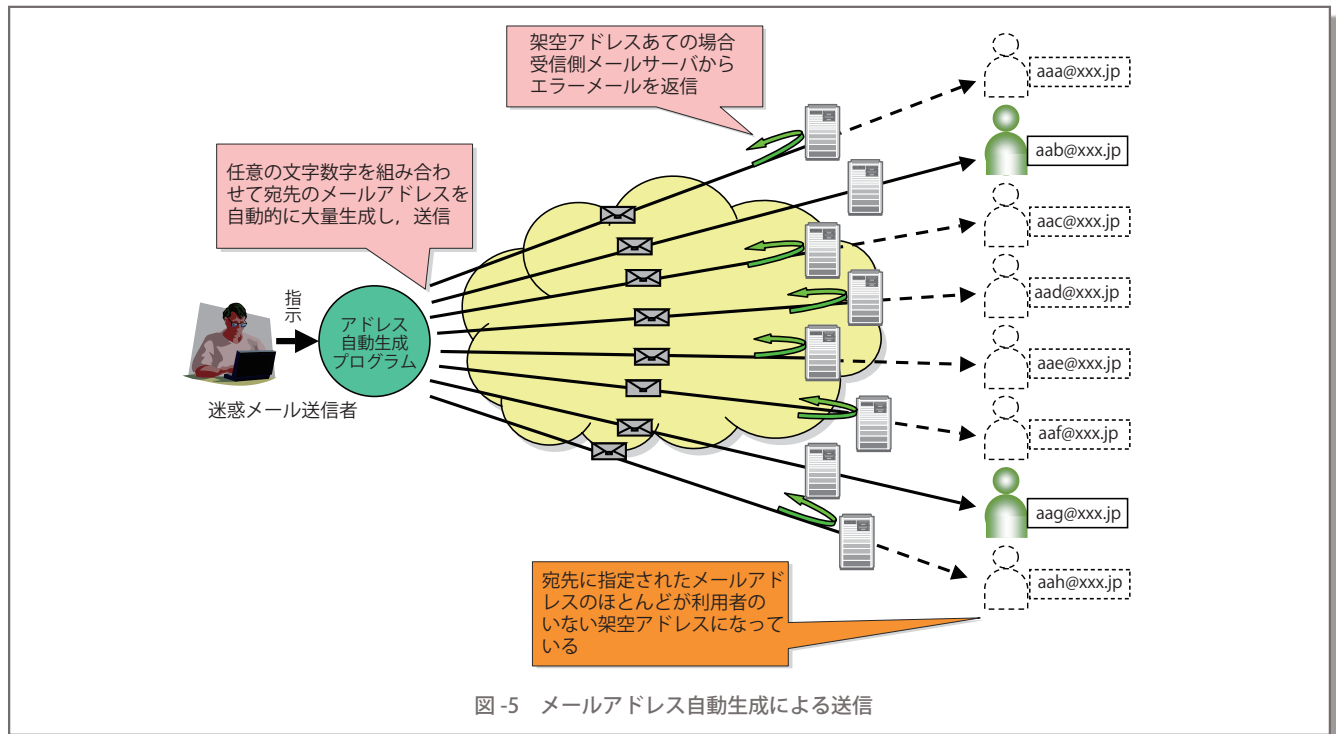 架空アドレスあての場合
受信側メールサーバから
エラーメールを返信
任意の文字数字を組み合わ
せて宛先のメールアドレスを
自動的に大量生成し，送信
指示
アドレス
自動生成
プログラム
迷惑メール送信者
aaa@xxx.jp
aab@xxx.jp
aac@xxx.jp
aad@xxx.jp
aae@xxx.jp
aaf@xxx.jp
aag@xxx.jp
aah@xxx.jp
宛先に指定されたメールアド
レスのほとんどが利用者の
いない架空アドレスになって
いる
図 -5　メールアドレス自動生成による送信